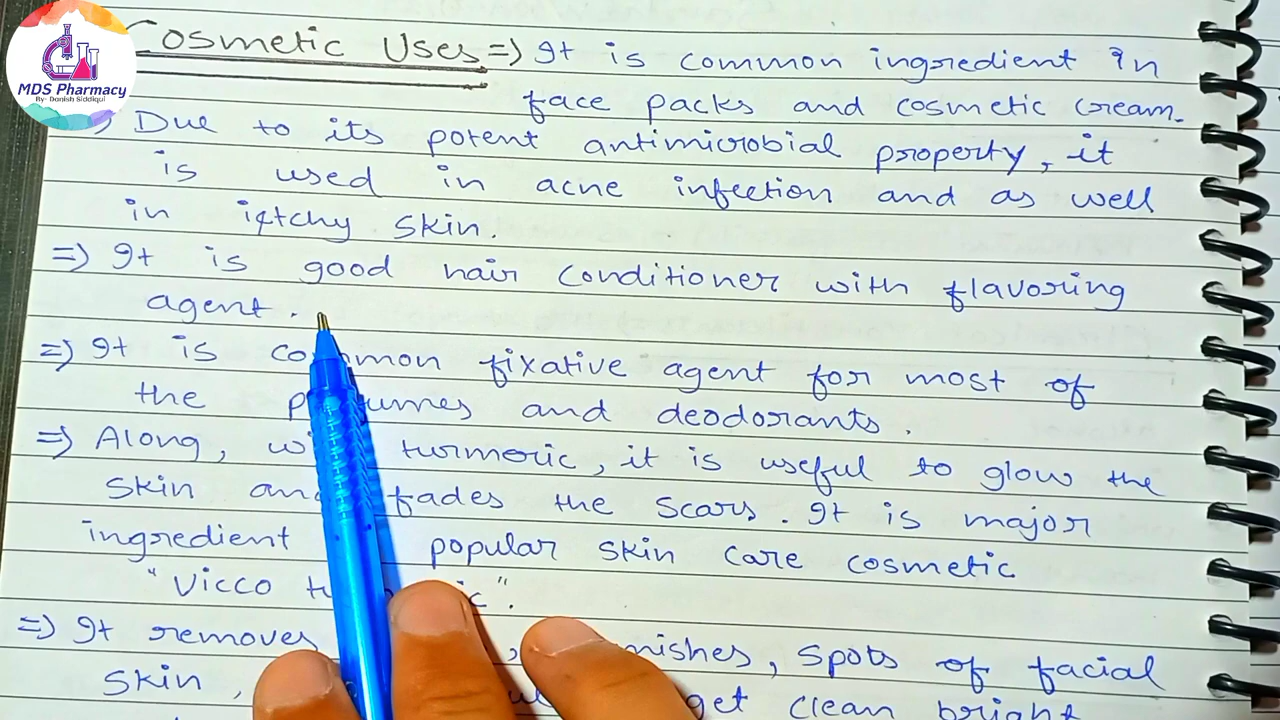 MDS Pharmacy
By- Danish Siddiqui
Cosmetic Uses => It is common ingredient in
face packs and cosmetic cream.
Due to its potent antimicrobial property, it
is used in acne infection and as well
in itchy skin.
=> It is good hair conditioner with flavoring
agent.
=> It is common fixative agent for most of
the and deodorants.
=> Along, turmeric, it is useful to glow the
skin and fades the scars. It is major
ingredient popular skin care cosmetic
"Vicco
=> It removes , spots of facial
skin, get clean bright